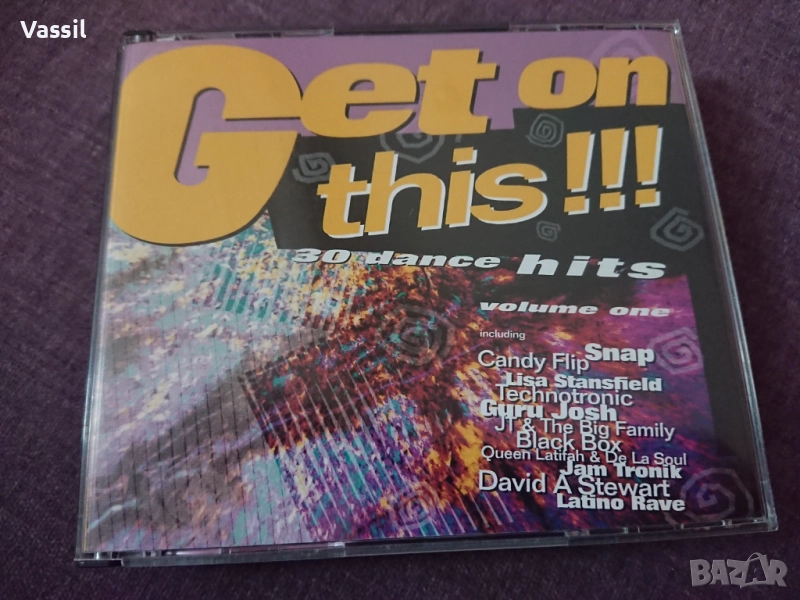 Vassil
Get on
this!!!
30 dance hits
volume one
including
Snap
Candy Flip
Lisa Stansfield
Technotronic
Guru Josh
JT & The Big Family
Black Box
Queen Latifah & De La Soul
Jam Tronik
David A Stewart
Latino Rave
BAZAR